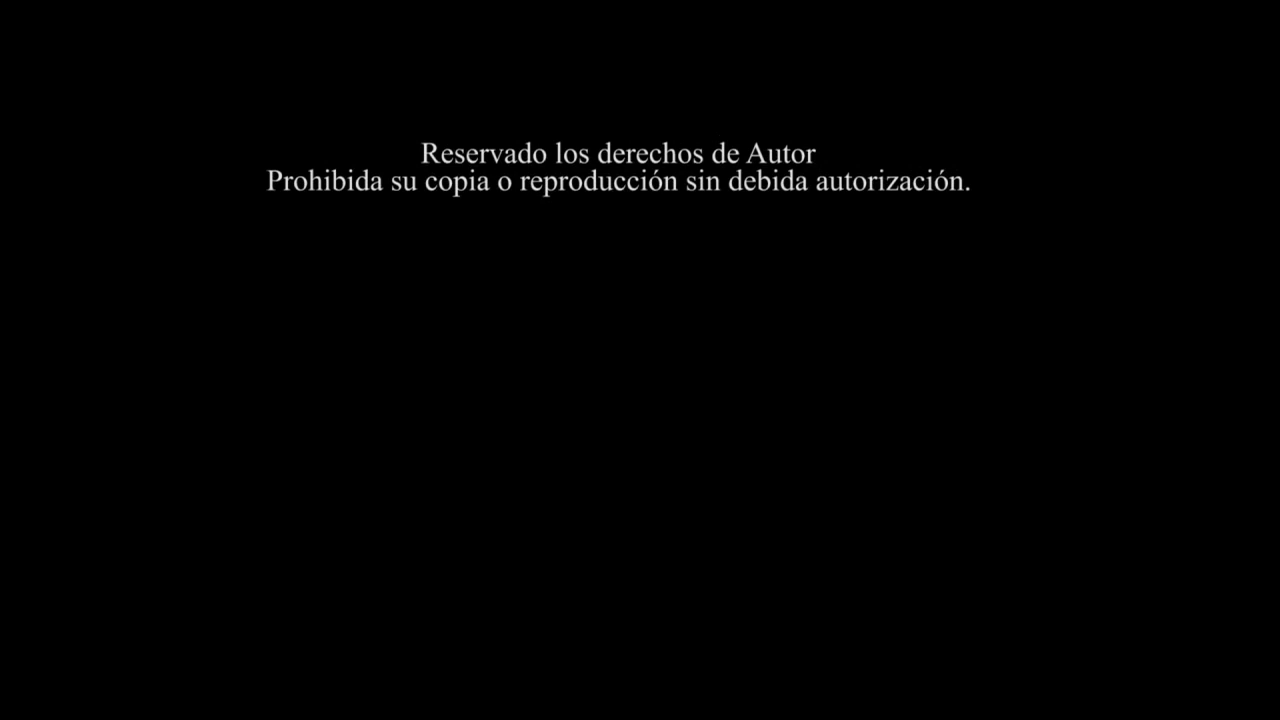 Reservado los derechos de Autor
Prohibida su copia o reproducción sin debida autorización.